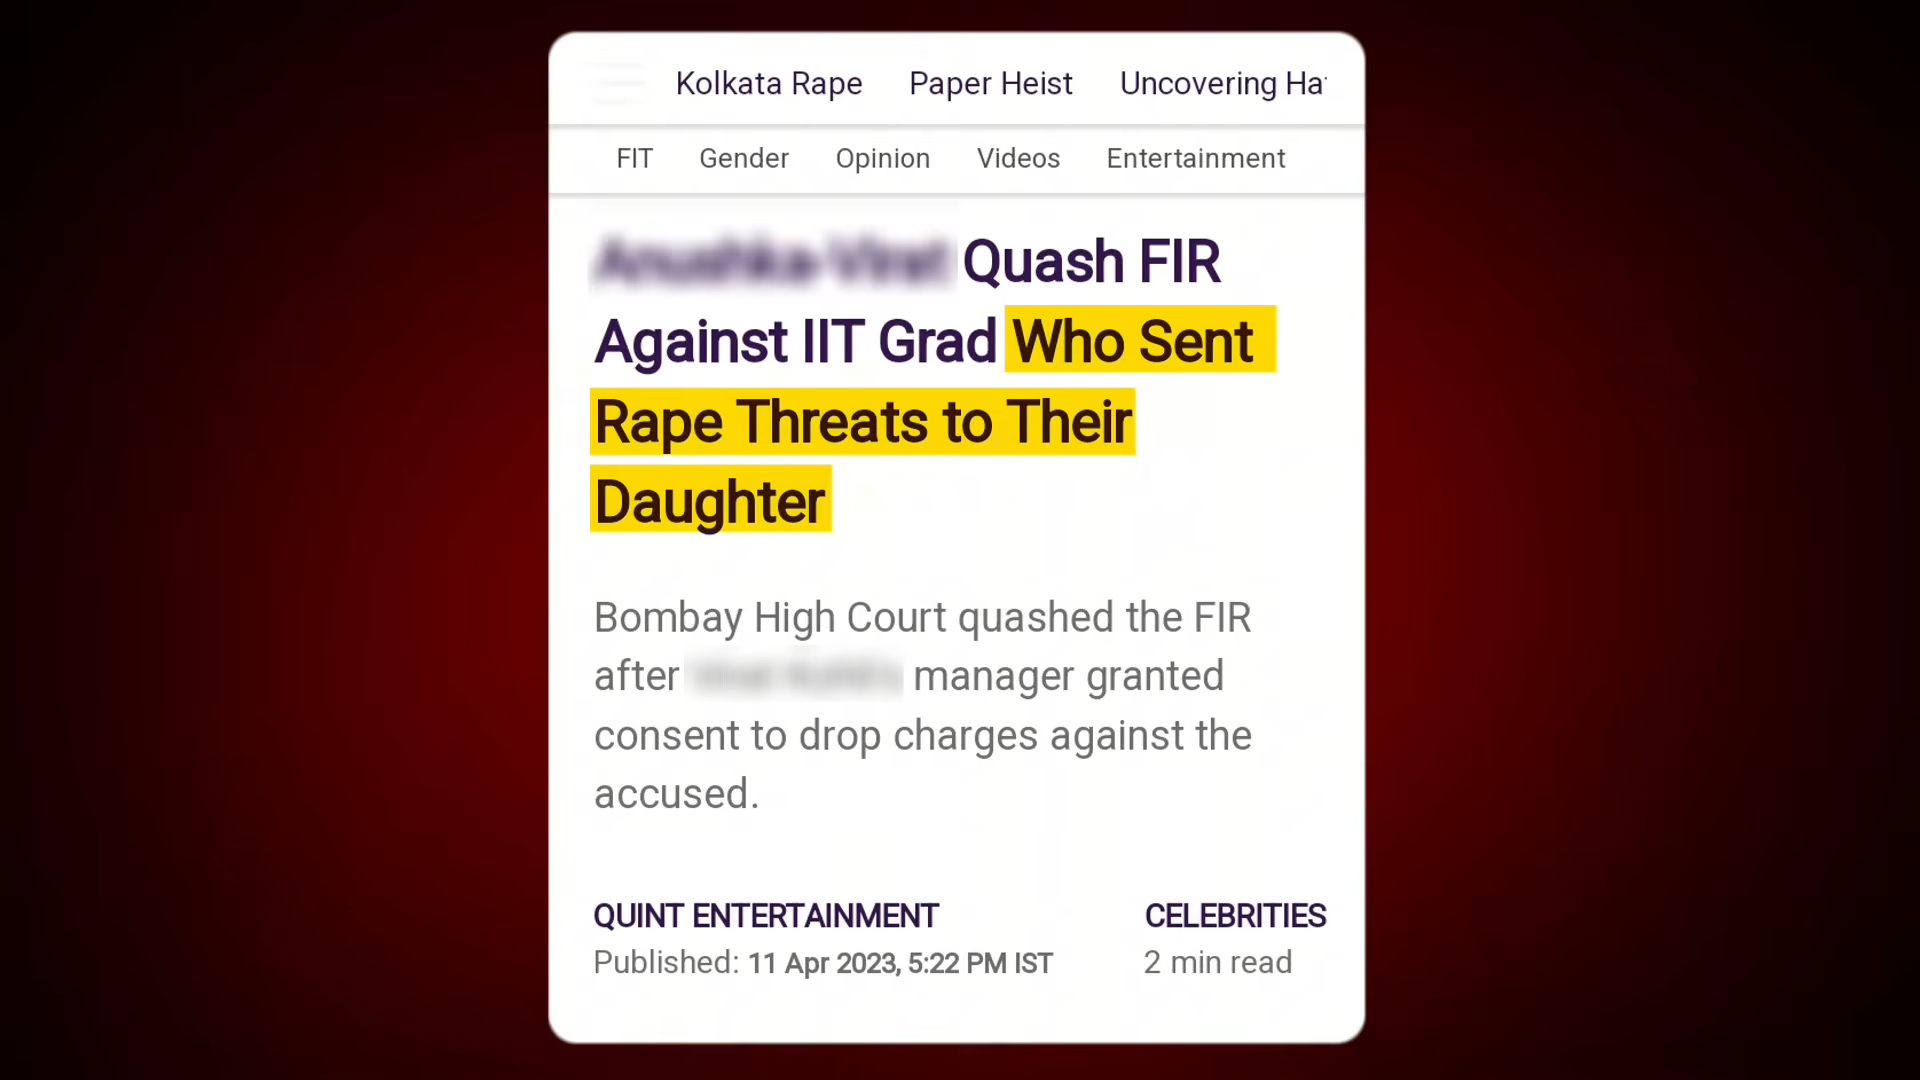 Kolkata Rape Paper Heist Uncovering Ha
FIT Gender Opinion Videos Entertainment
Quash FIR
Against IIT Grad Who Sent
Rape Threats to Their
Daughter
Bombay High Court quashed the FIR
after manager granted
consent to drop charges against the
accused.
QUINT ENTERTAINMENT CELEBRITIES
Published: 11 Apr 2023, 5:22 PM IST 2 min read